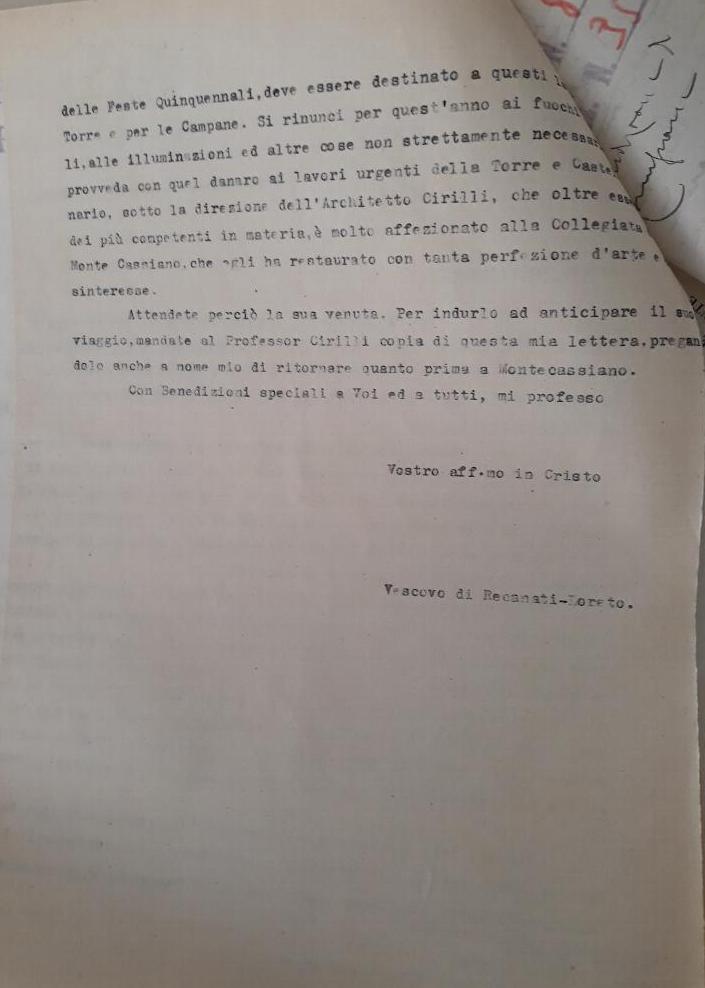 delle Feste Quinquennali,deve essere destinato a questi
Torre e per le Campane. Si rinunci per quest'anno ai fuochi
li,alle illuminazioni ed altre cose non strettamente
provveda con quel danaro ai lavori urgenti della Torre e
nario, sotto la direzione dell'Architetto Cirilli, che oltre
dei più competenti in materia,è molto affezionato alla Collegiata
Monte Cassiano,che egli ha restaurato con tanta perfezione d'arte e
sinteresse.
Attendete perciò la sua venuta. Per indurlo ad anticipare il suo
viaggio,mandate al Professor Cirilli copia di questa mia lettera,pregan
dolo anche a nome mio di ritornare quanto prima a Montecassiano.
Con Benedizioni speciali a Voi ed a tutti, mi professo
Vostro aff.mo in Cristo
Vescovo di Recanati-Loreto.